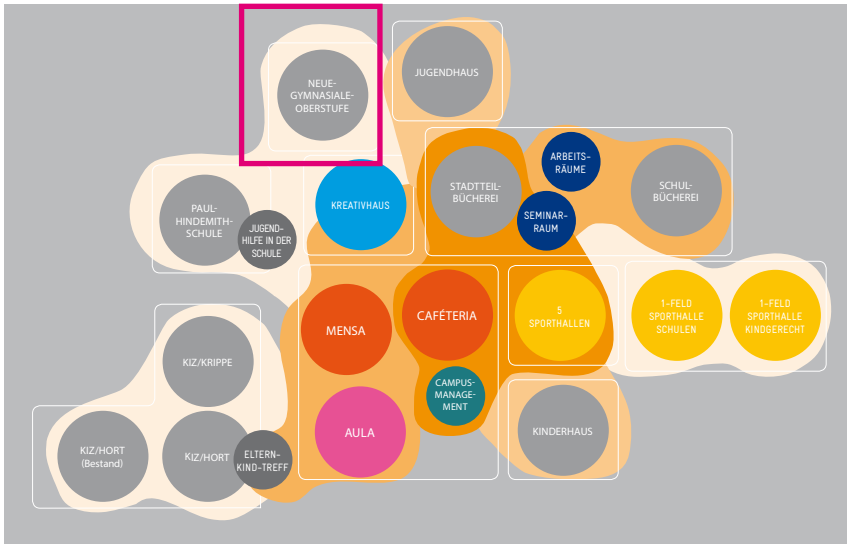 NEUE-
GYMNASIALE-
OBERSTUFE
JUGENDHAUS
ARBEITS-
RÄUME
STADTTEIL-
BÜCHEREI
SCHUL-
BÜCHEREI
SEMINAR-
RAUM
KREATIVHAUS
PAUL-
HINDEMITH-
SCHULE
JUGEND-
HILFE IN DER
SCHULE
MENSA
CAFÉTERIA
5
SPORTHALLEN
1-FELD
SPORTHALLE
SCHULEN
1-FELD
SPORTHALLE
KINDGERECHT
KIZ/KRIPPE
CAMPUS-
MANAGE-
MENT
AULA
KINDERHAUS
KIZ/HORT
(Bestand)
KIZ/HORT
ELTERN-
KIND-TREFF